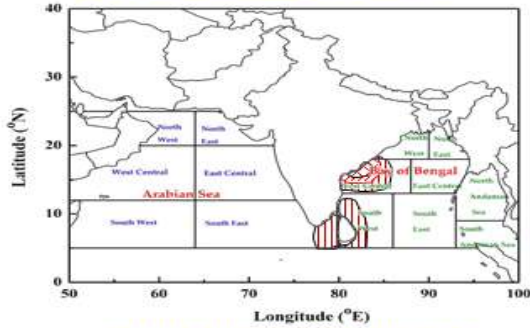 40
30
20
10
0
Latitude (⁰N)
North
West
North
East
West Central
East Central
Arabian Sea
South West
South East
North
West
North
East
Bay of Bengal
East Central
South
West
South
East
North
Andaman
Sea
South
Andaman Sea
50
60
70
80
90
100
Longitude (⁰E)